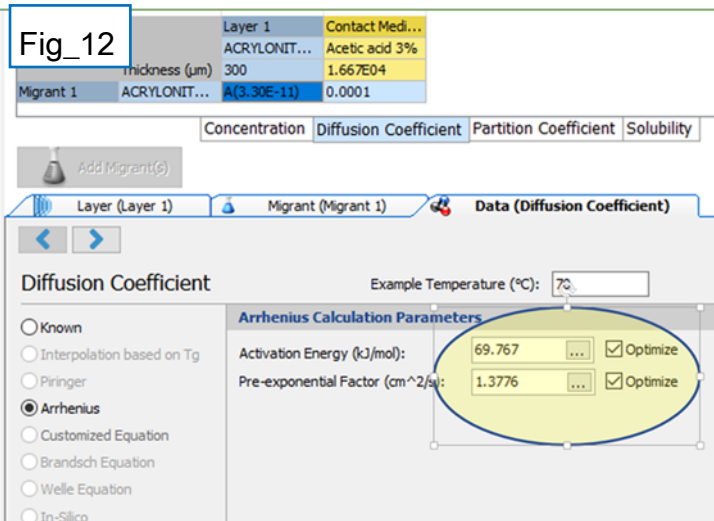 Fig_12
Layer 1 Contact Medi...
ACRYLONIT... Acetic acid 3%
Thickness (μm) 300 1.667E04
Migrant 1 ACRYLONIT... A(3.30E-11) 0.0001
Concentration Diffusion Coefficient Partition Coefficient Solubility
Add Migrant(s)
Layer (Layer 1) Migrant (Migrant 1) Data (Diffusion Coefficient)
Diffusion Coefficient Example Temperature (°C):
Arrhenius Calculation Parameters
Known
Activation Energy (kJ/mol): 69.767 ... Optimize
Interpolation based on Tg
Piringer
Pre-exponential Factor (cm^2/s): 1.3776 ... Optimize
Arrhenius
Customized Equation
Brandsch Equation
Welle Equation
In-Silico